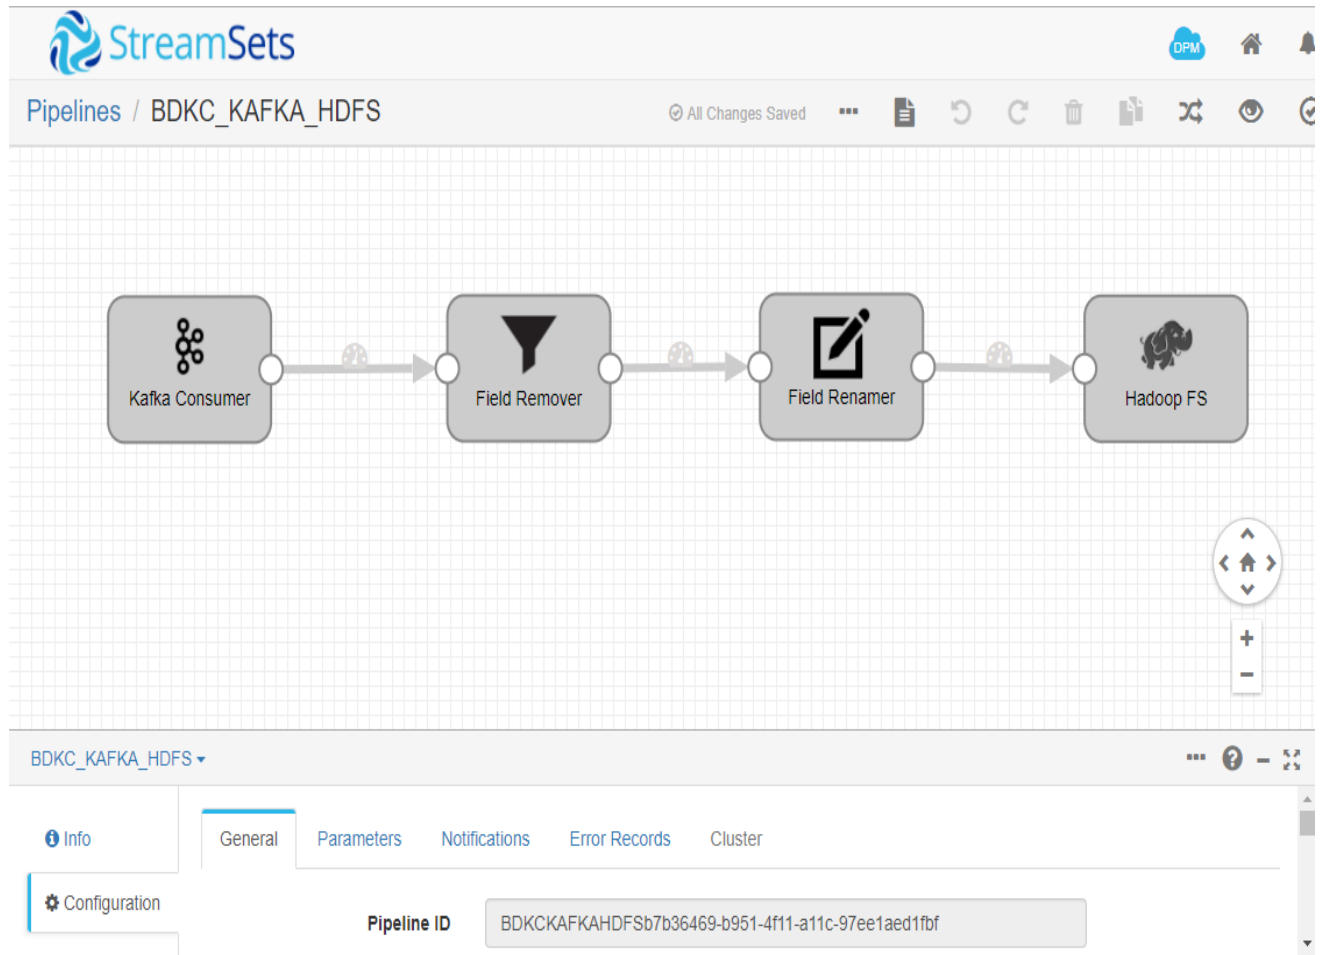 StreamSets
DPM
Pipelines / BDKC_KAFKA_HDFS
All Changes Saved
Kafka Consumer
Field Remover
Field Renamer
Hadoop FS
BDKC_KAFKA_HDFS
Info
General Parameters Notifications Error Records Cluster
Configuration
Pipeline ID BDKCKAFKAHDFSb7b36469-b951-4f11-a11c-97ee1aed1fbf